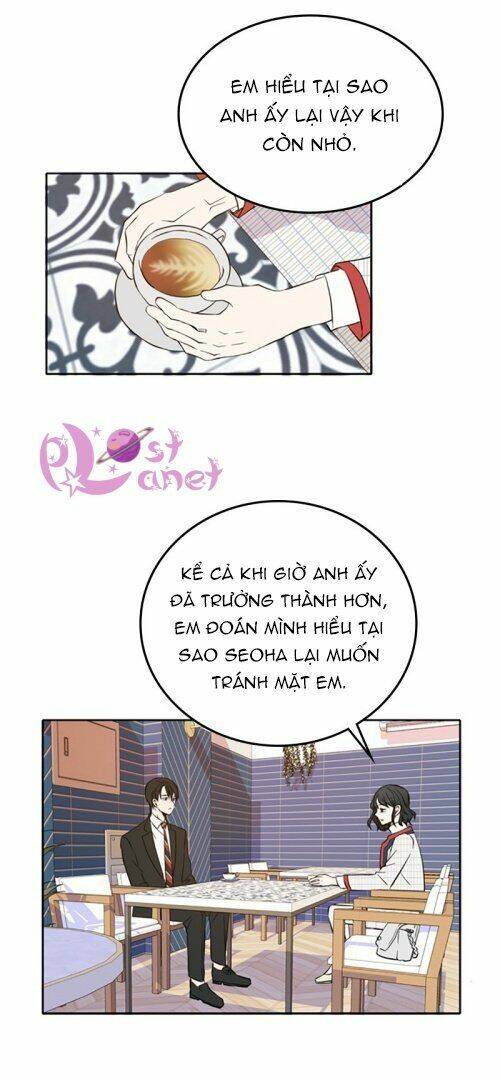 EM HIỂU TẠI SAO
ANH ẤY LẠI VẬY KHI
CÒN NHỎ.
Lost
Planet
KỂ CẢ KHI GIỜ ANH ẤY
ĐÃ TRƯỞNG THÀNH HƠN,
EM ĐOÁN MÌNH HIỂU TẠI
SAO SEOHA LẠI MUỐN
TRÁNH MẶT EM.